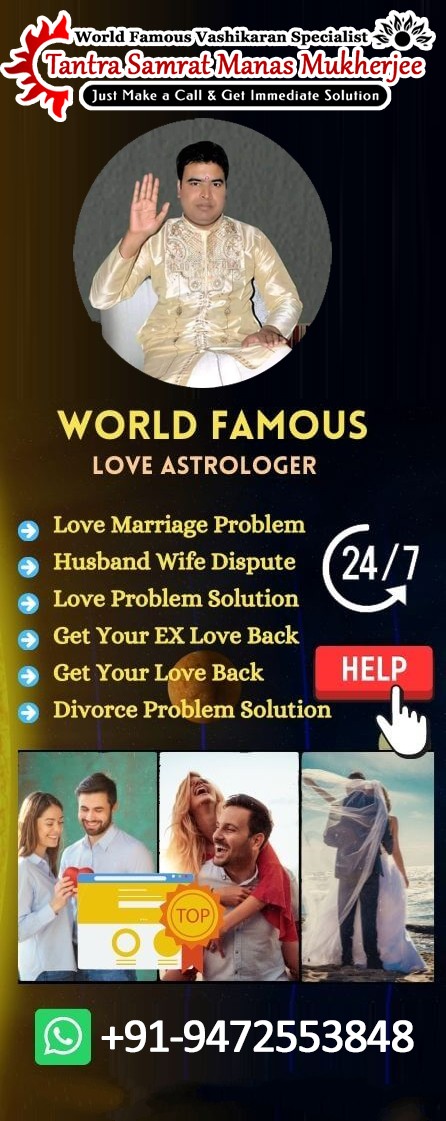 World Famous Vashikaran Specialist
Tantra Samrat Manas Mukherjee
Just Make a Call & Get Immediate Solution
WORLD FAMOUS
LOVE ASTROLOGER
Love Marriage Problem
Husband Wife Dispute
Love Problem Solution
Get Your EX Love Back
Get Your Love Back
Divorce Problem Solution
24/7
HELP
TOP
+91-9472553848